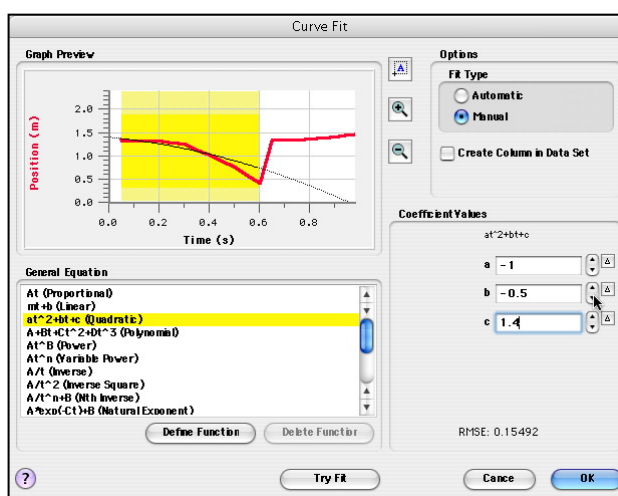 Curve Fit
Graph Preview
Position (m)
2.0
1.5
1.0
0.5
0.0
0.0 0.2 0.4 0.6 0.8
Time (s)
General Equation
At (Proportional)
mt+b (Linear)
at^2+bt+c (Quadratic)
A+Bt+Ct^2+Dt^3 (Polynomial)
At^B (Power)
At^n (Variable Power)
A/t (Inverse)
A/t^2 (Inverse Square)
A/t^n+B (Nth Inverse)
A*exp(-Ct)+B (Natural Exponent)
Define Function Delete Functior
A
Options
Fit Type
Automatic
Manual
Create Column in Data Set
Coefficient Values
at^2+bt+c
a -1 Δ
b -0.5 Δ
c 1.4 Δ
RMSE: 0.15492
? Try Fit Cance OK